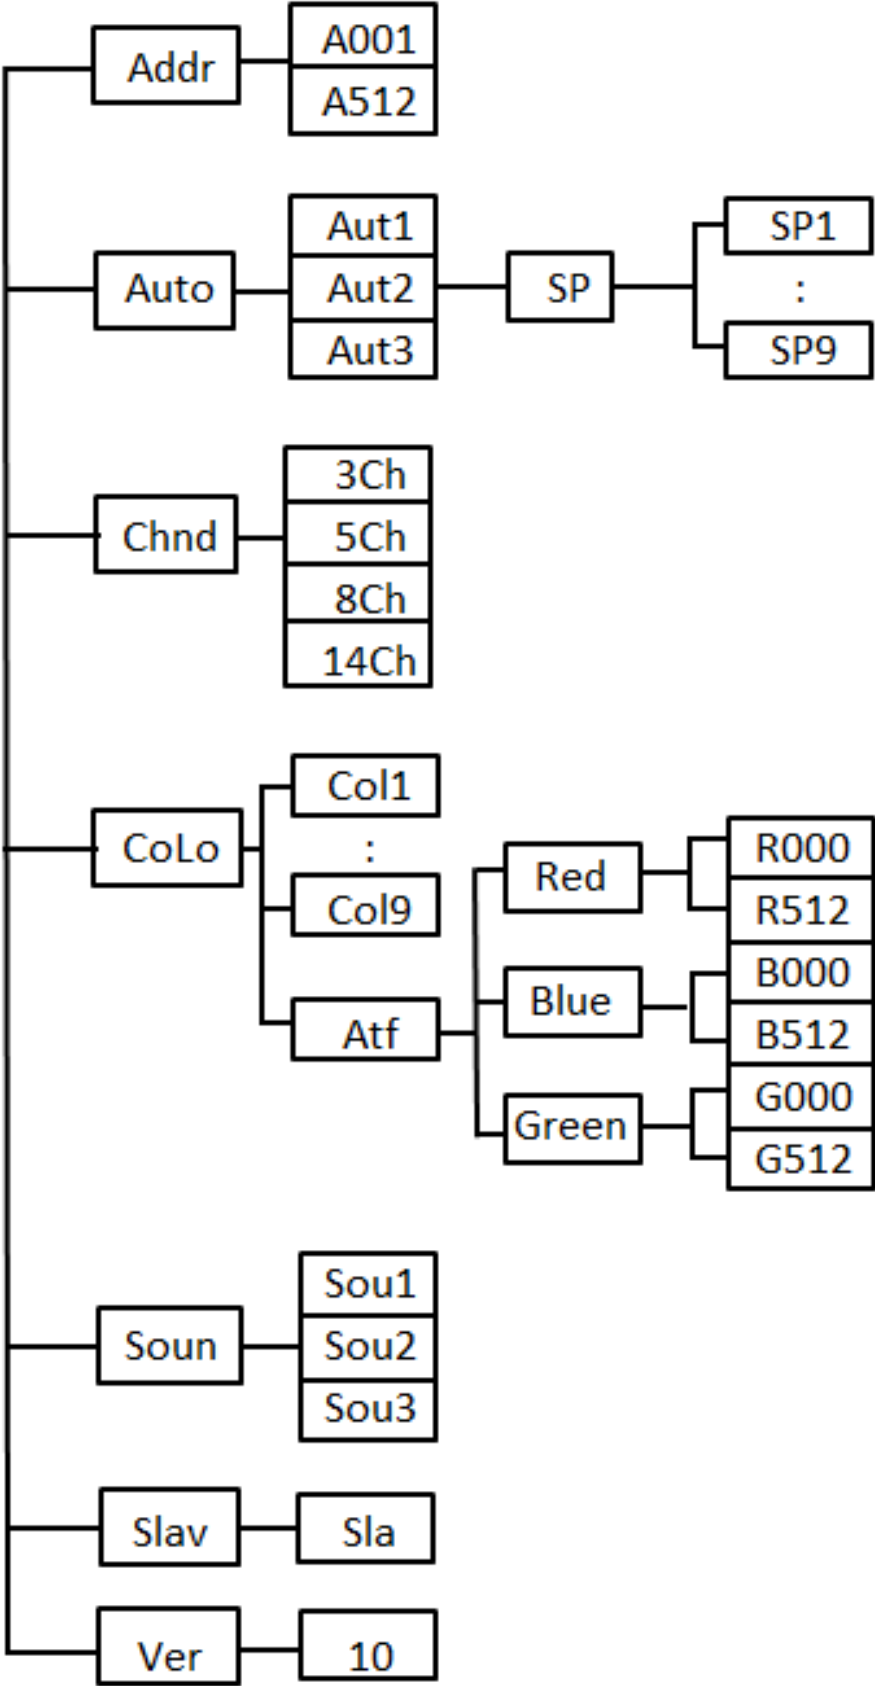 Addr
A001
A512
Auto
Aut1
Aut2
Aut3
SP
SP1
:
SP9
Chnd
3Ch
5Ch
8Ch
14Ch
CoLo
Col1
:
Col9
Atf
Red
R000
R512
Blue
B000
B512
Green
G000
G512
Soun
Sou1
Sou2
Sou3
Slav
Sla
Ver
10